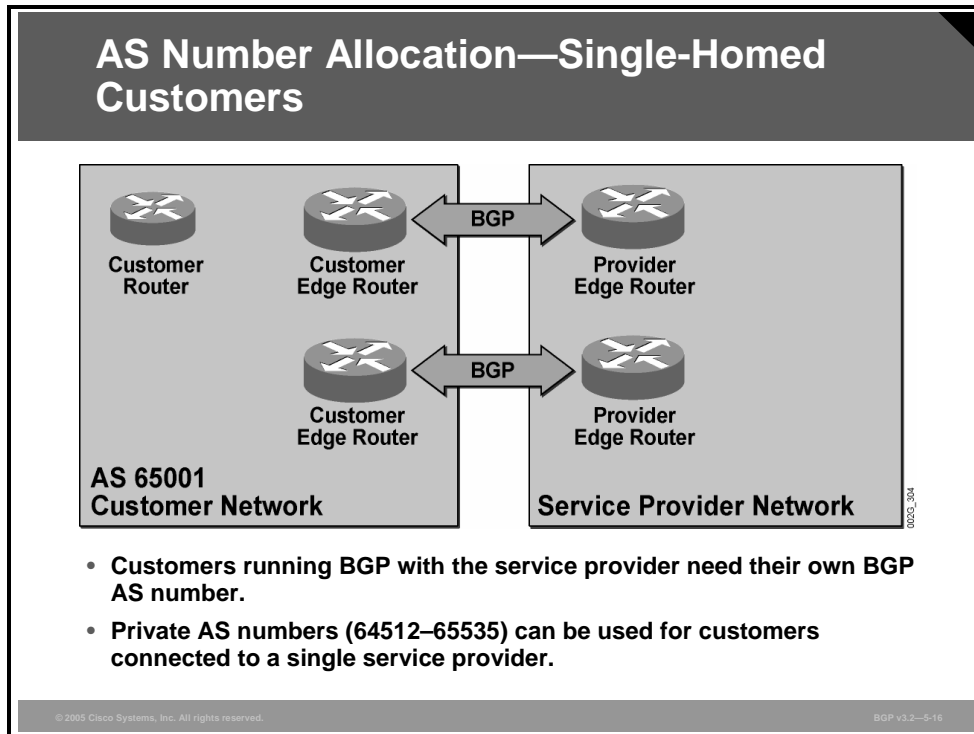 AS Number Allocation—Single-Homed
Customers
BGP
Customer
Router
Customer
Edge Router
Provider
Edge Router
BGP
Customer
Edge Router
Provider
Edge Router
AS 65001
Customer Network
Service Provider Network
002G_304
• Customers running BGP with the service provider need their own BGP
AS number.
• Private AS numbers (64512–65535) can be used for customers
connected to a single service provider.
© 2005 Cisco Systems, Inc. All rights reserved.
BGP v3.2—5-16